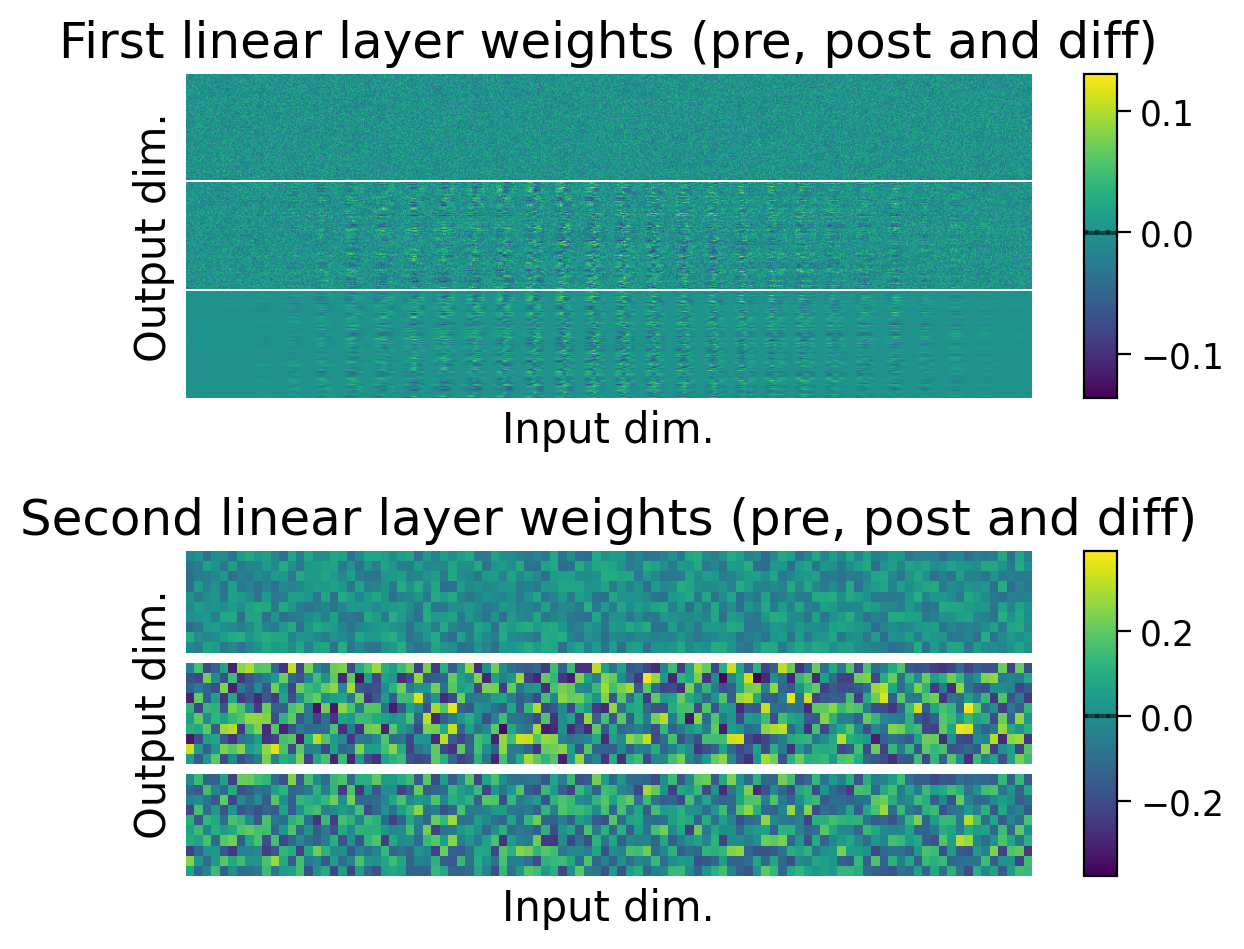 First linear layer weights (pre, post and diff)
Output dim.
0.1
0.0
−0.1
Input dim.
Second linear layer weights (pre, post and diff)
Output dim.
0.2
0.0
−0.2
Input dim.